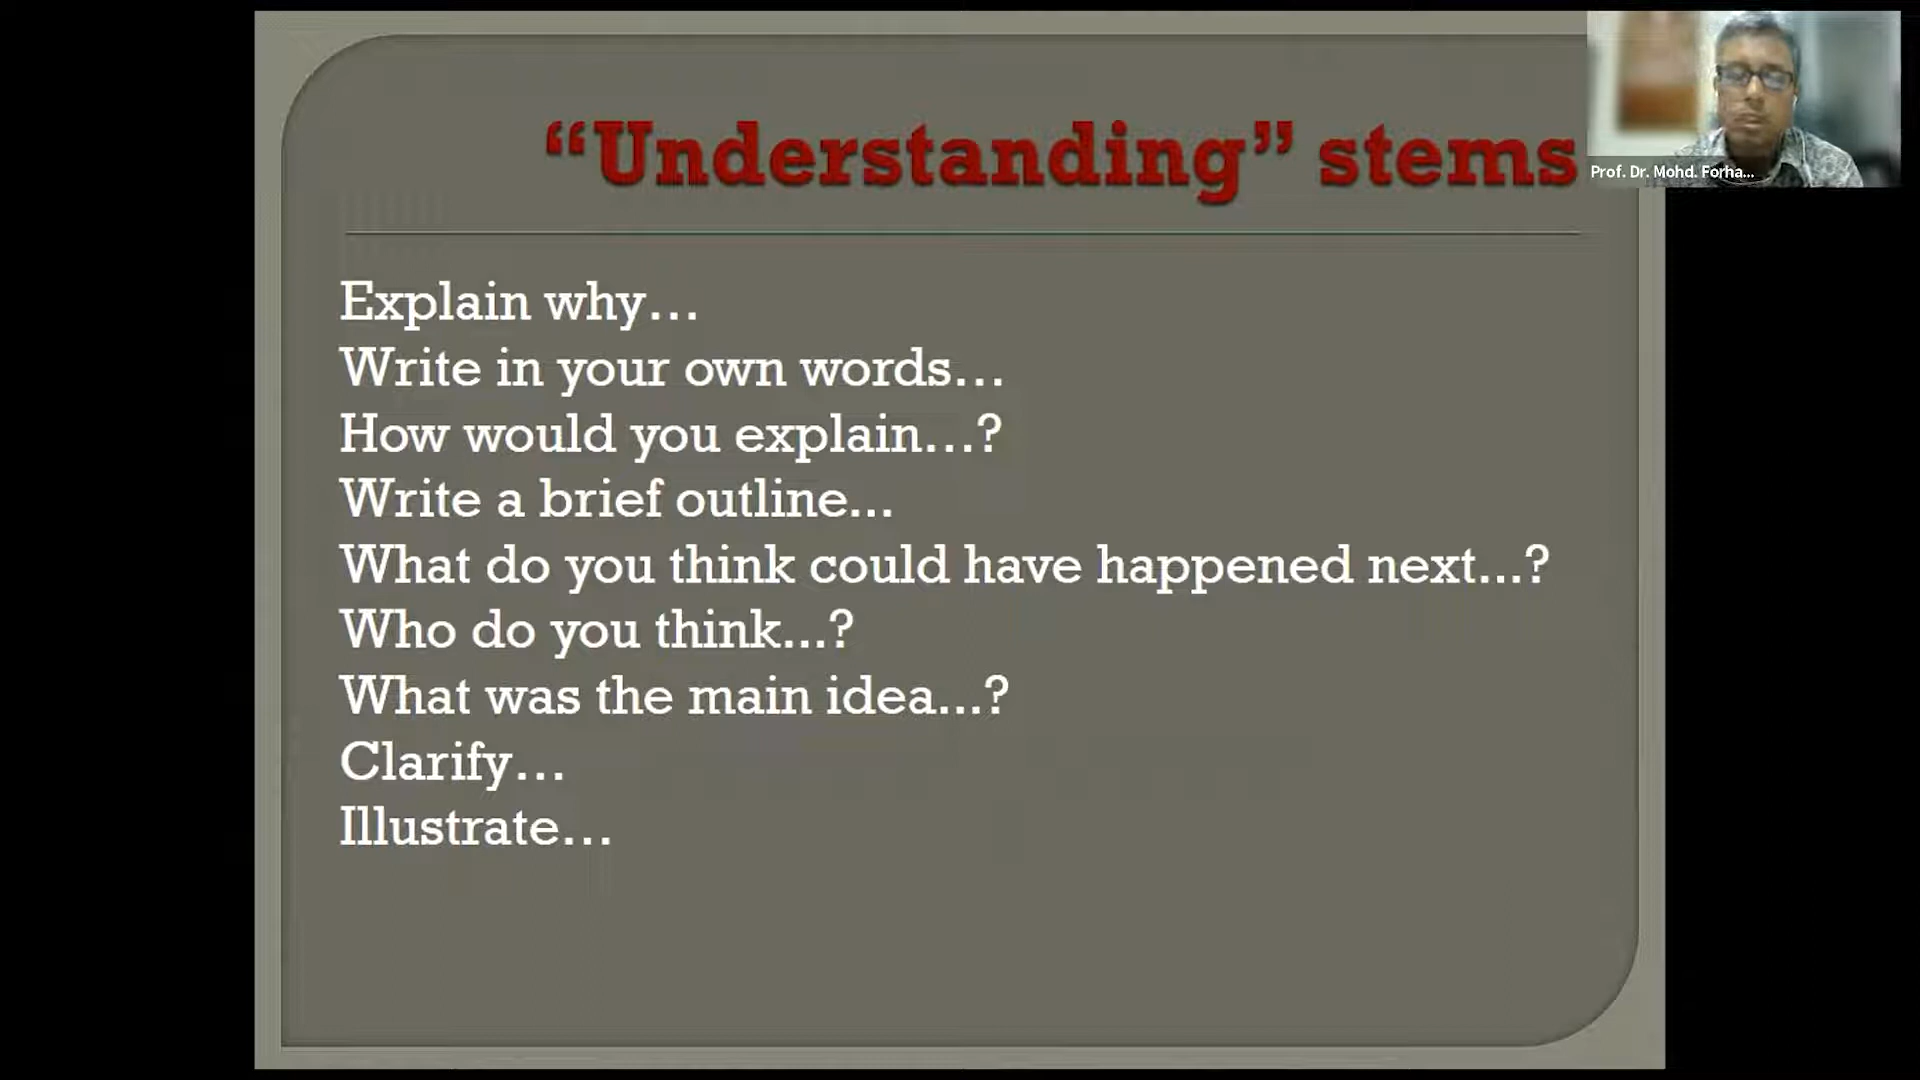 “Understanding” stems
Prof. Dr. Mohd. Forha...
Explain why…
Write in your own words…
How would you explain…?
Write a brief outline...
What do you think could have happened next...?
Who do you think...?
What was the main idea...?
Clarify…
Illustrate…